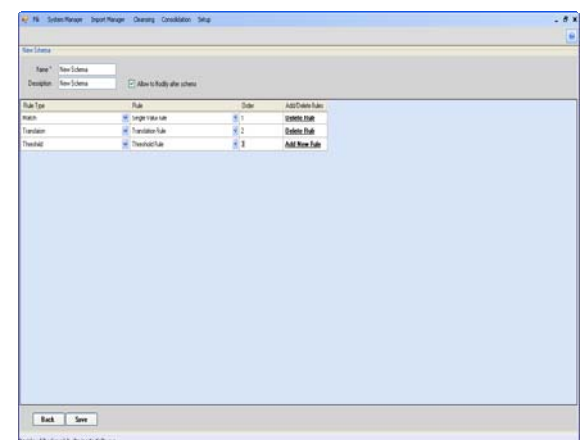 File System Manager Import Manager Cleansing Consolidation Setup
New Schema
Name * New Schema
Description New Schema Allow to Modify after schema
Rule Type Rule Order Add/Delete Rules
Match Single Value rule 1 Delete Rule
Translation Translation Rule 2 Delete Rule
Threshold Threshold Rule 3 Add New Rule
Back Save